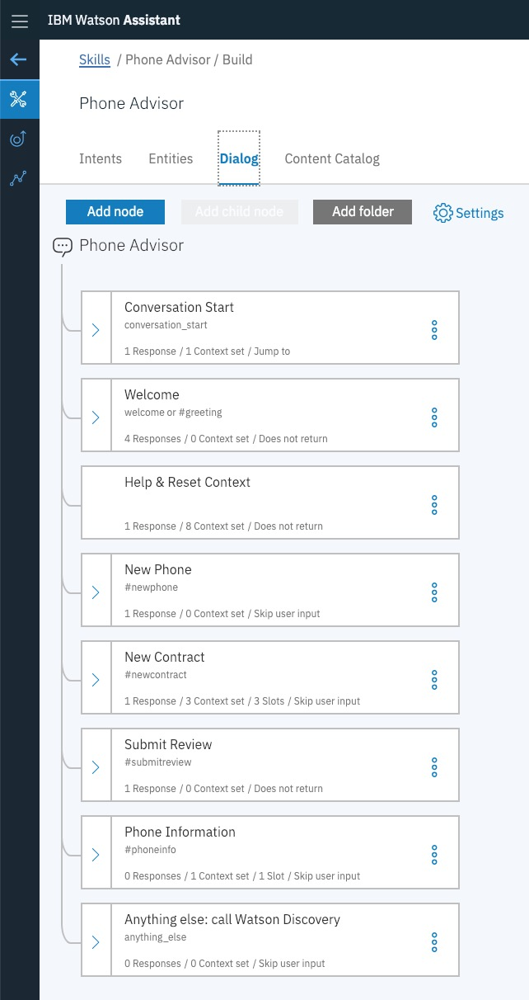 IBM Watson Assistant
Skills / Phone Advisor / Build
Phone Advisor
Intents Entities Dialog Content Catalog
Add node Add child node Add folder Settings
Phone Advisor
Conversation Start
conversation_start
1 Response / 1 Context set / Jump to
Welcome
welcome or #greeting
4 Responses / 0 Context set / Does not return
Help & Reset Context
1 Response / 8 Context set / Does not return
New Phone
#newphone
1 Response / 0 Context set / Skip user input
New Contract
#newcontract
1 Response / 3 Context set / 3 Slots / Skip user input
Submit Review
#submitreview
1 Response / 0 Context set / Does not return
Phone Information
#phoneinfo
0 Responses / 1 Context set / 1 Slot / Skip user input
Anything else: call Watson Discovery
anything_else
0 Responses / 0 Context set / Skip user input